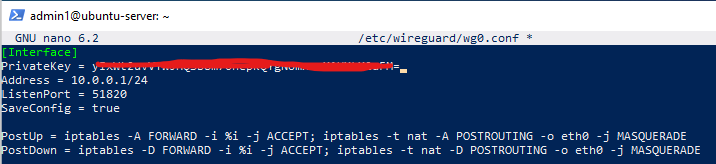 admin1@ubuntu-server: ~
GNU nano 6.2 /etc/wireguard/wg0.conf *
[Interface]
PrivateKey =
Address = 10.0.0.1/24
ListenPort = 51820
SaveConfig = true
PostUp = iptables -A FORWARD -i %i -j ACCEPT; iptables -t nat -A POSTROUTING -o eth0 -j MASQUERADE
PostDown = iptables -D FORWARD -i %i -j ACCEPT; iptables -t nat -D POSTROUTING -o eth0 -j MASQUERADE